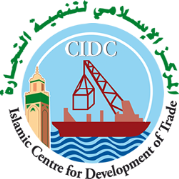 المركز الإسلامي لتنمية التجارة
CIDC
Islamic Centre for Development of Trade